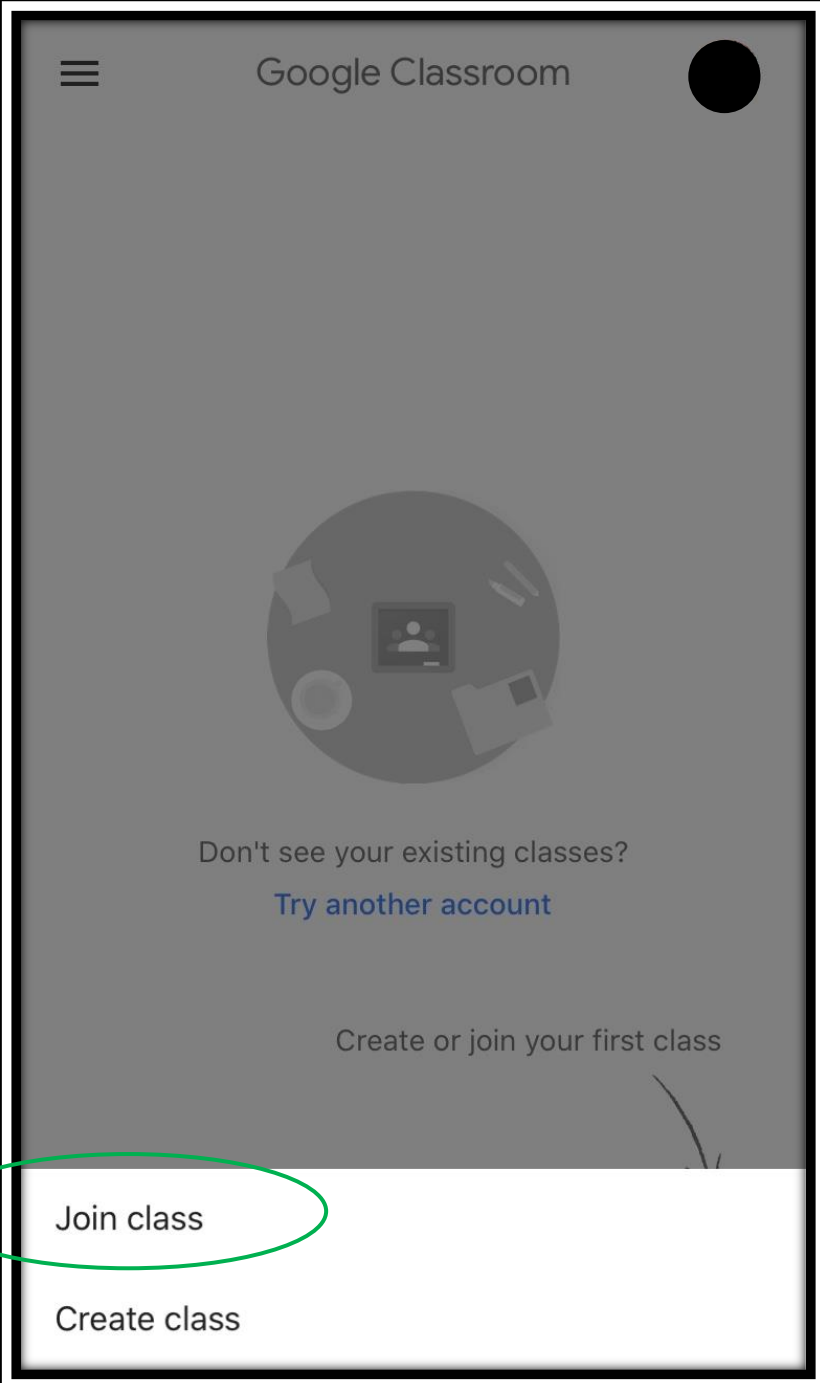 Google Classroom
Don't see your existing classes?
Try another account
Create or join your first class
Join class
Create class